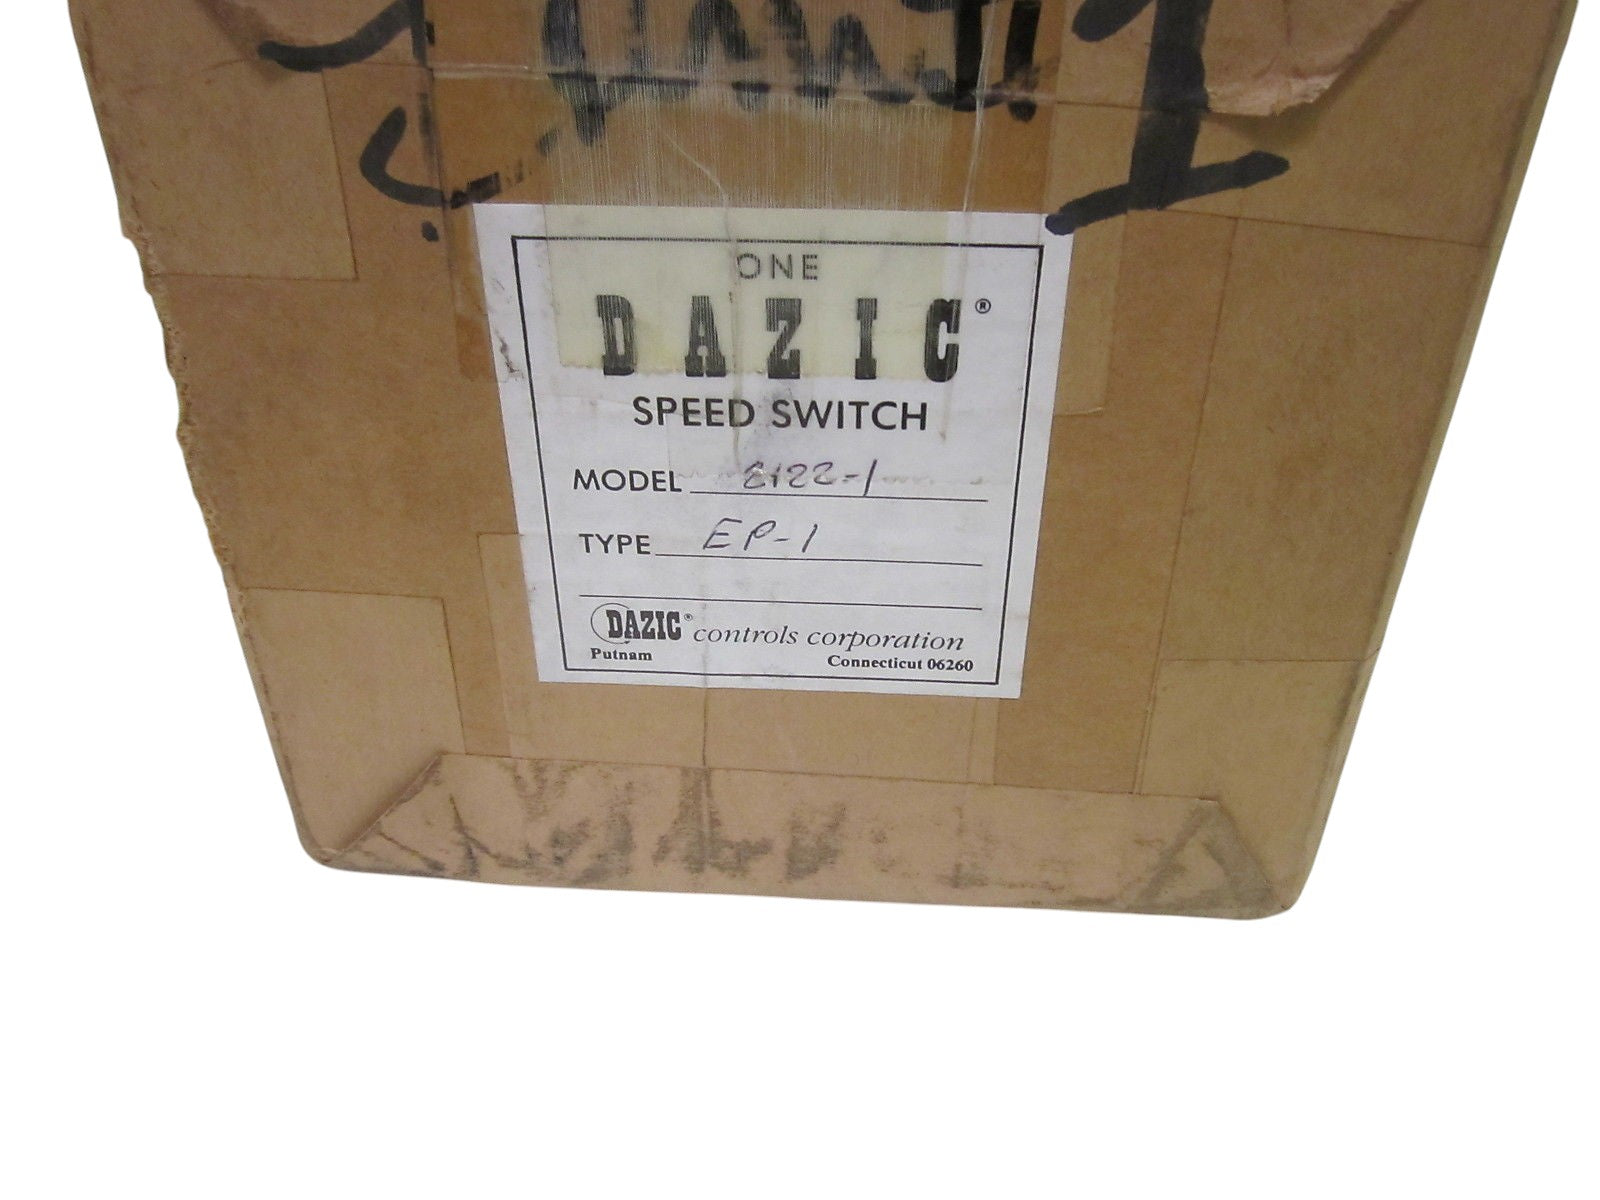 ONE
DAZIC®
SPEED SWITCH
MODEL 8122-1
TYPE EP-1
DAZIC® controls corporation
Putnam Connecticut 06260